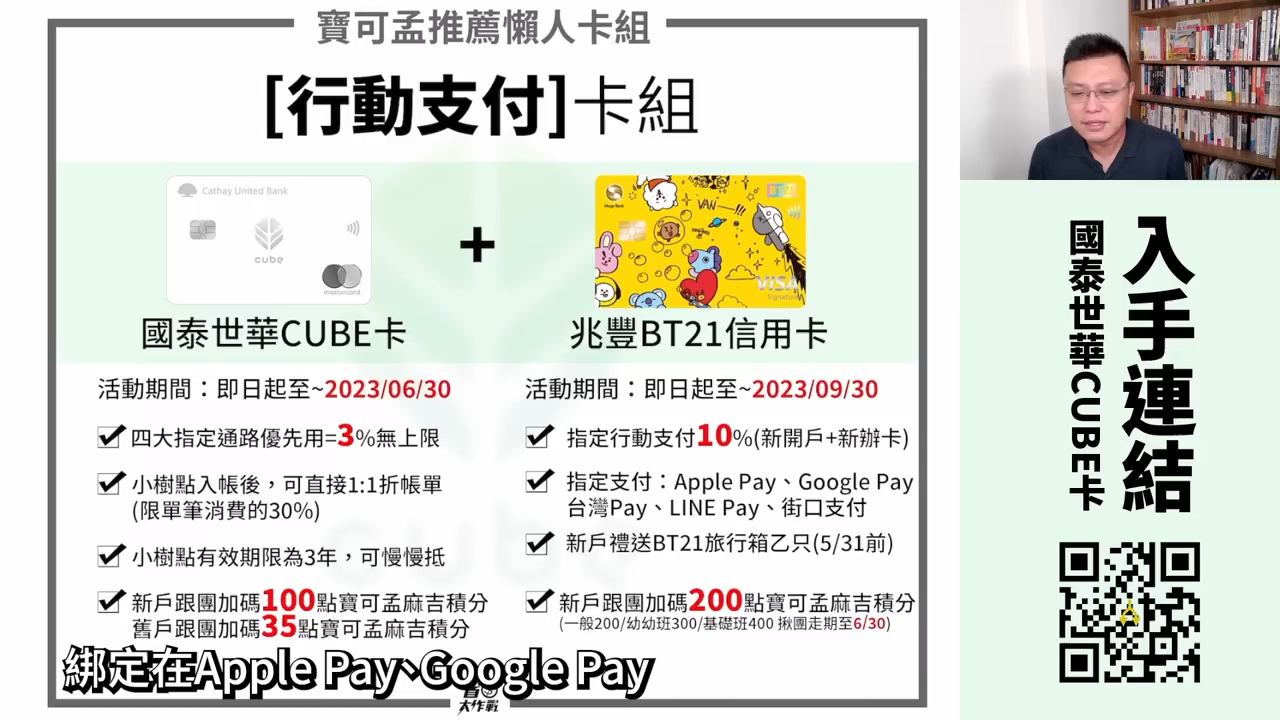 寶可孟推薦懶人卡組
[行動支付]卡組
Cathay United Bank
cube
mastercard
+
Mega Bank
BT21
VAN
VISA
Signature
國泰世華CUBE卡
兆豐BT21信用卡
活動期間：即日起至~2023/06/30
四大指定通路優先用=3%無上限
小樹點入帳後，可直接1:1折帳單
(限單筆消費的30%)
小樹點有效期限為3年，可慢慢抵
新戶跟團加碼100點寶可孟麻吉積分
舊戶跟團加碼35點寶可孟麻吉積分
活動期間：即日起至~2023/09/30
指定行動支付10%(新開戶+新辦卡)
指定支付：Apple Pay、Google Pay
台灣Pay、LINE Pay、街口支付
新戶禮送BT21旅行箱乙只(5/31前)
新戶跟團加碼200點寶可孟麻吉積分
(一般200/幼幼班300/基礎班400 揪團走期至6/30)
綁定在Apple Pay、Google Pay
大作戰
入手連結
國泰世華CUBE卡